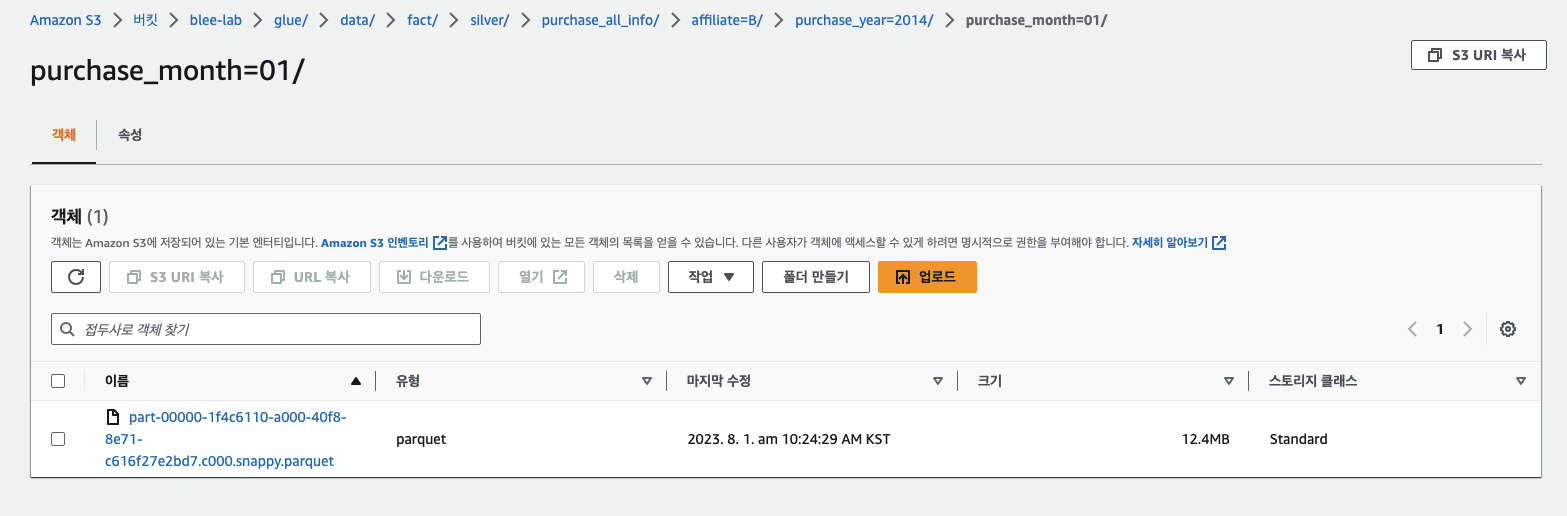 Amazon S3 > 버킷 > blee-lab > glue/ > data/ > fact/ > silver/ > purchase_all_info/ > affiliate=B/ > purchase_year=2014/ > purchase_month=01/
purchase_month=01/
S3 URI 복사
객체 속성
객체 (1)
객체는 Amazon S3에 저장되어 있는 기본 엔터티입니다. Amazon S3 인벤토리를 사용하여 버킷에 있는 모든 객체의 목록을 얻을 수 있습니다. 다른 사용자가 객체에 액세스할 수 있게 하려면 명시적으로 권한을 부여해야 합니다. 자세히 알아보기
S3 URI 복사 URL 복사 다운로드 열기 삭제 작업 폴더 만들기 업로드
접두사로 객체 찾기 1
이름 유형 마지막 수정 크기 스토리지 클래스
part-00000-1f4c6110-a000-40f8-
8e71- parquet 2023. 8. 1. am 10:24:29 AM KST 12.4MB Standard
c616f27e2bd7.c000.snappy.parquet